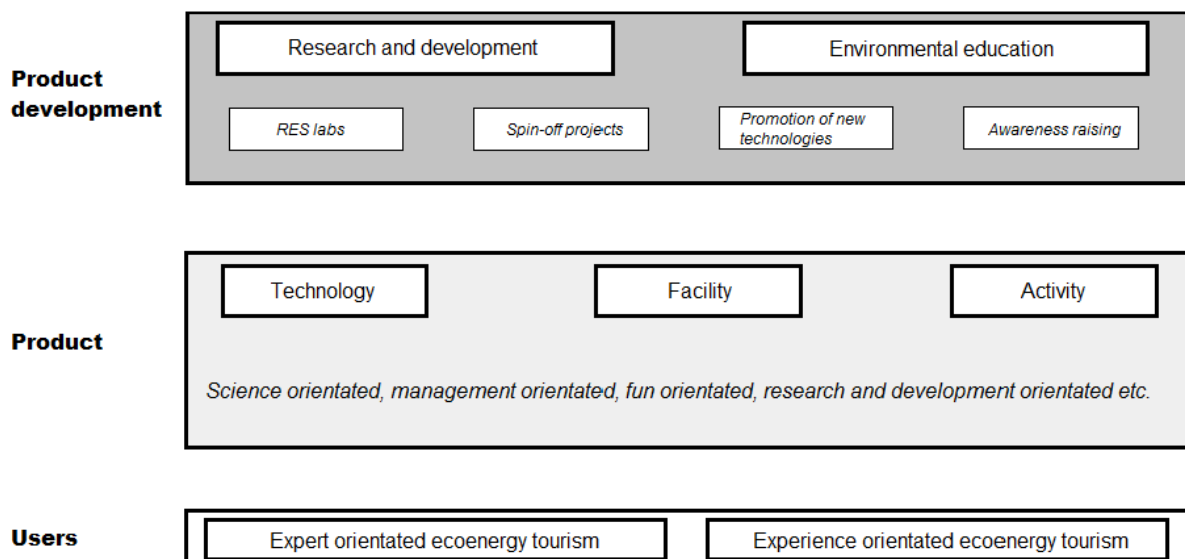 Product
development
Research and development
Environmental education
RES labs
Spin-off projects
Promotion of new
technologies
Awareness raising
Product
Technology
Facility
Activity
Science orientated, management orientated, fun orientated, research and development orientated etc.
Users
Expert orientated ecoenergy tourism
Experience orientated ecoenergy tourism